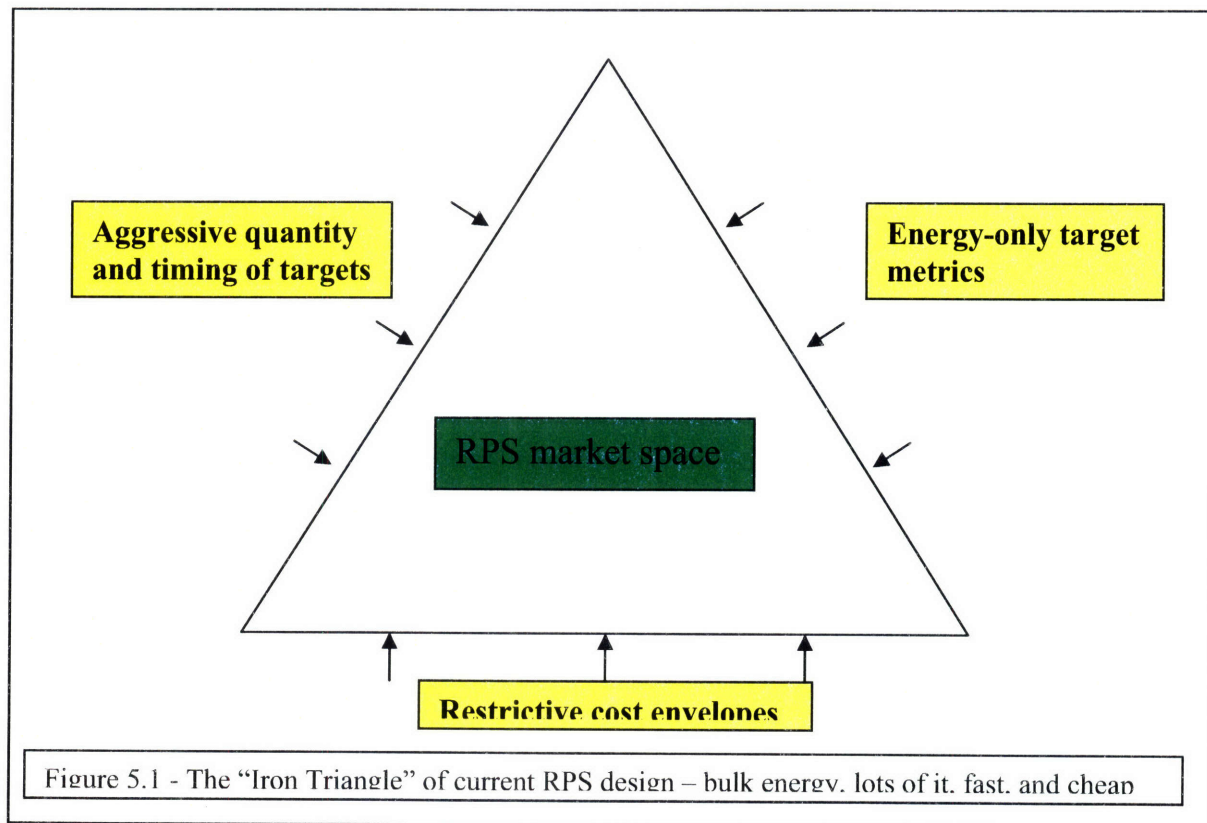 Aggressive quantity
and timing of targets
Energy-only target
metrics
RPS market space
Restrictive cost envelopes
Figure 5.1 - The “Iron Triangle” of current RPS design – bulk energy, lots of it, fast, and cheap